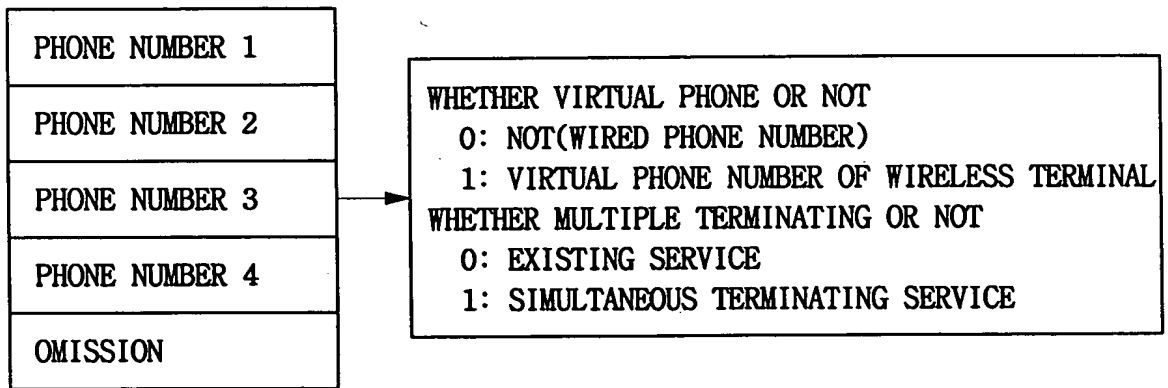 PHONE NUMBER 1
PHONE NUMBER 2
PHONE NUMBER 3
PHONE NUMBER 4
OMISSION
WHETHER VIRTUAL PHONE OR NOT
0: NOT(WIRED PHONE NUMBER)
1: VIRTUAL PHONE NUMBER OF WIRELESS TERMINAL
WHETHER MULTIPLE TERMINATING OR NOT
0: EXISTING SERVICE
1: SIMULTANEOUS TERMINATING SERVICE